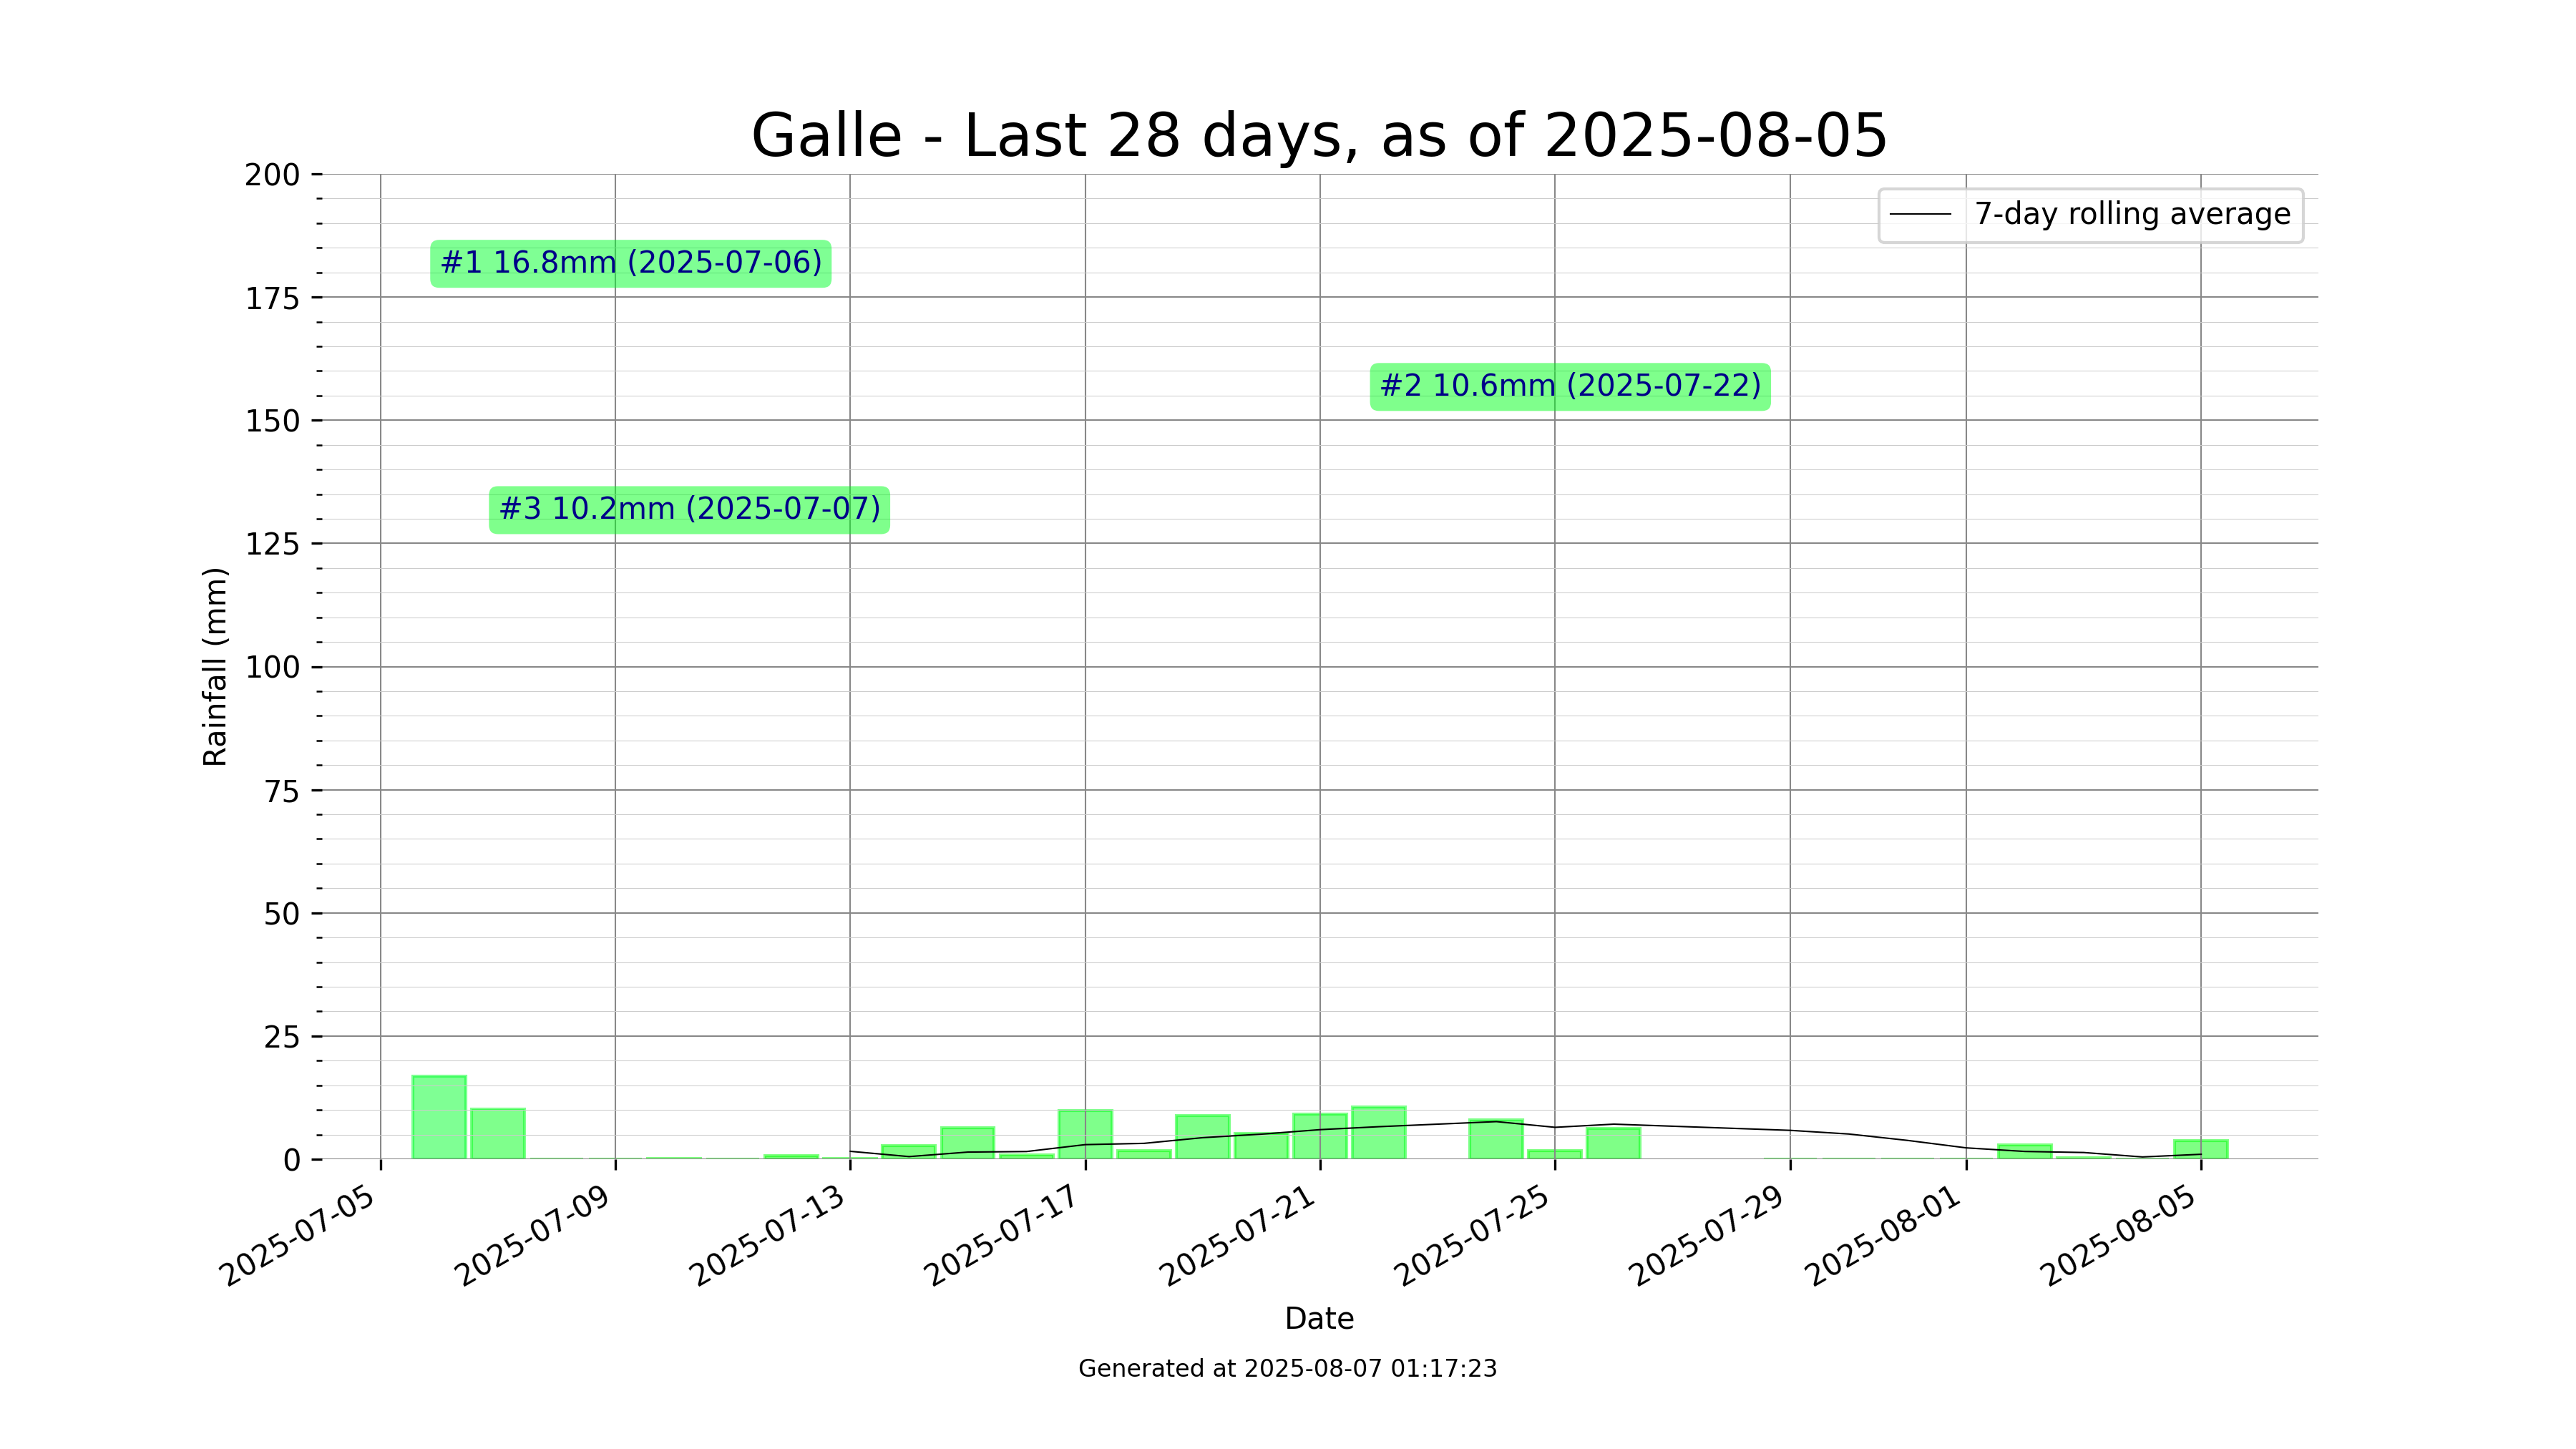 Galle - Last 28 days, as of 2025-08-05
7-day rolling average
#1 16.8mm (2025-07-06)
#2 10.6mm (2025-07-22)
#3 10.2mm (2025-07-07)
Rainfall (mm)
200
175
150
125
100
75
50
25
0
2025-07-05
2025-07-09
2025-07-13
2025-07-17
2025-07-21
2025-07-25
2025-07-29
2025-08-01
2025-08-05
Date
Generated at 2025-08-07 01:17:23